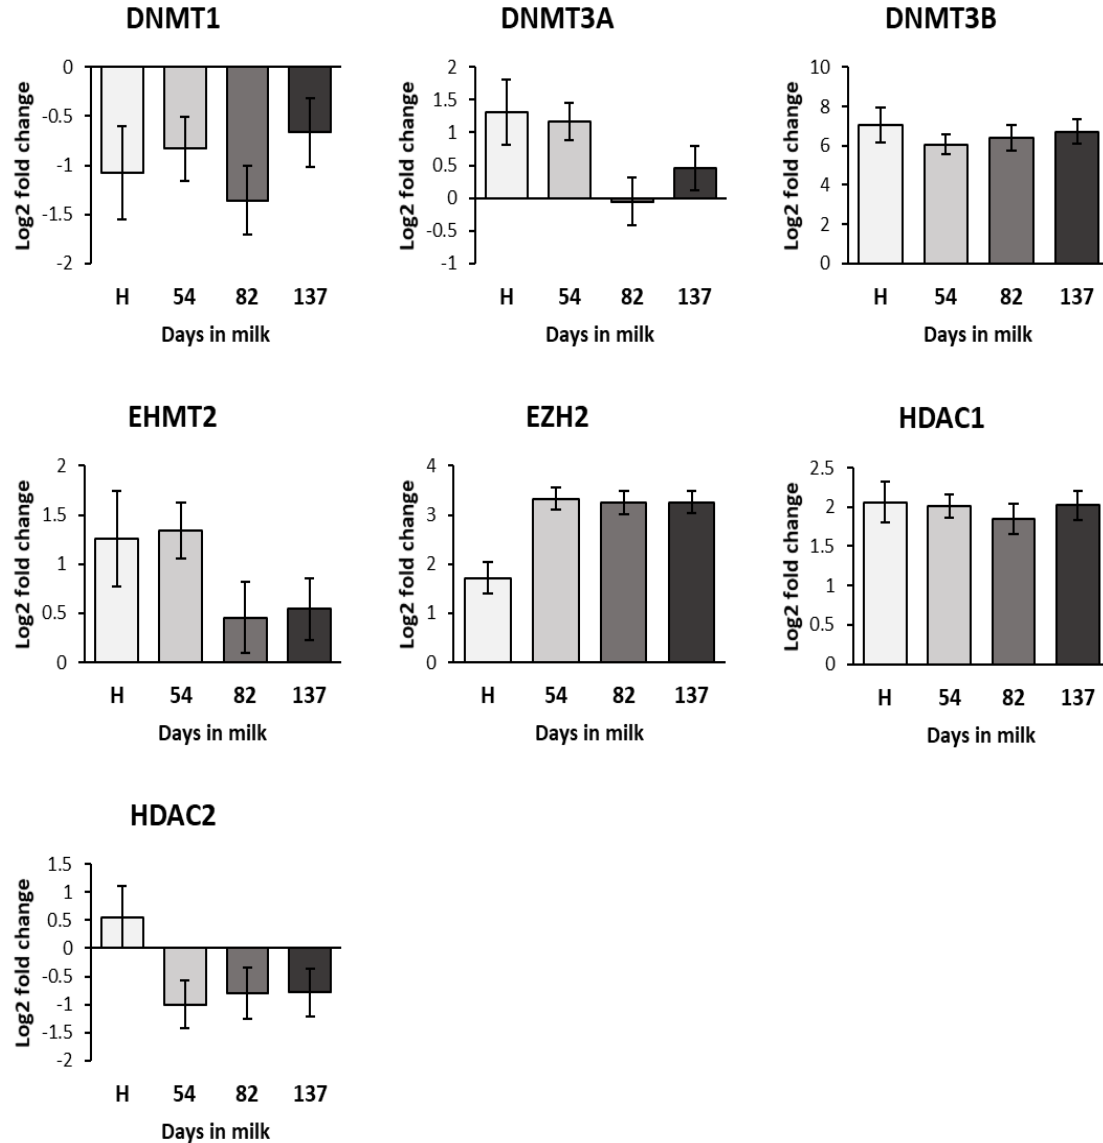 DNMT1
DNMT3A
DNMT3B
Log2 fold change
0
-0.5
-1
-1.5
-2
H 54 82 137
Days in milk
Log2 fold change
2
1.5
1
0.5
0
-0.5
-1
H 54 82 137
Days in milk
Log2 fold change
10
8
6
4
2
0
H 54 82 137
Days in milk
EHMT2
EZH2
HDAC1
Log2 fold change
2
1.5
1
0.5
0
H 54 82 137
Days in milk
Log2 fold change
4
3
2
1
0
H 54 82 137
Days in milk
Log2 fold change
2.5
2
1.5
1
0.5
0
H 54 82 137
Days in milk
HDAC2
Log2 fold change
1.5
1
0.5
0
-0.5
-1
-1.5
-2
H 54 82 137
Days in milk